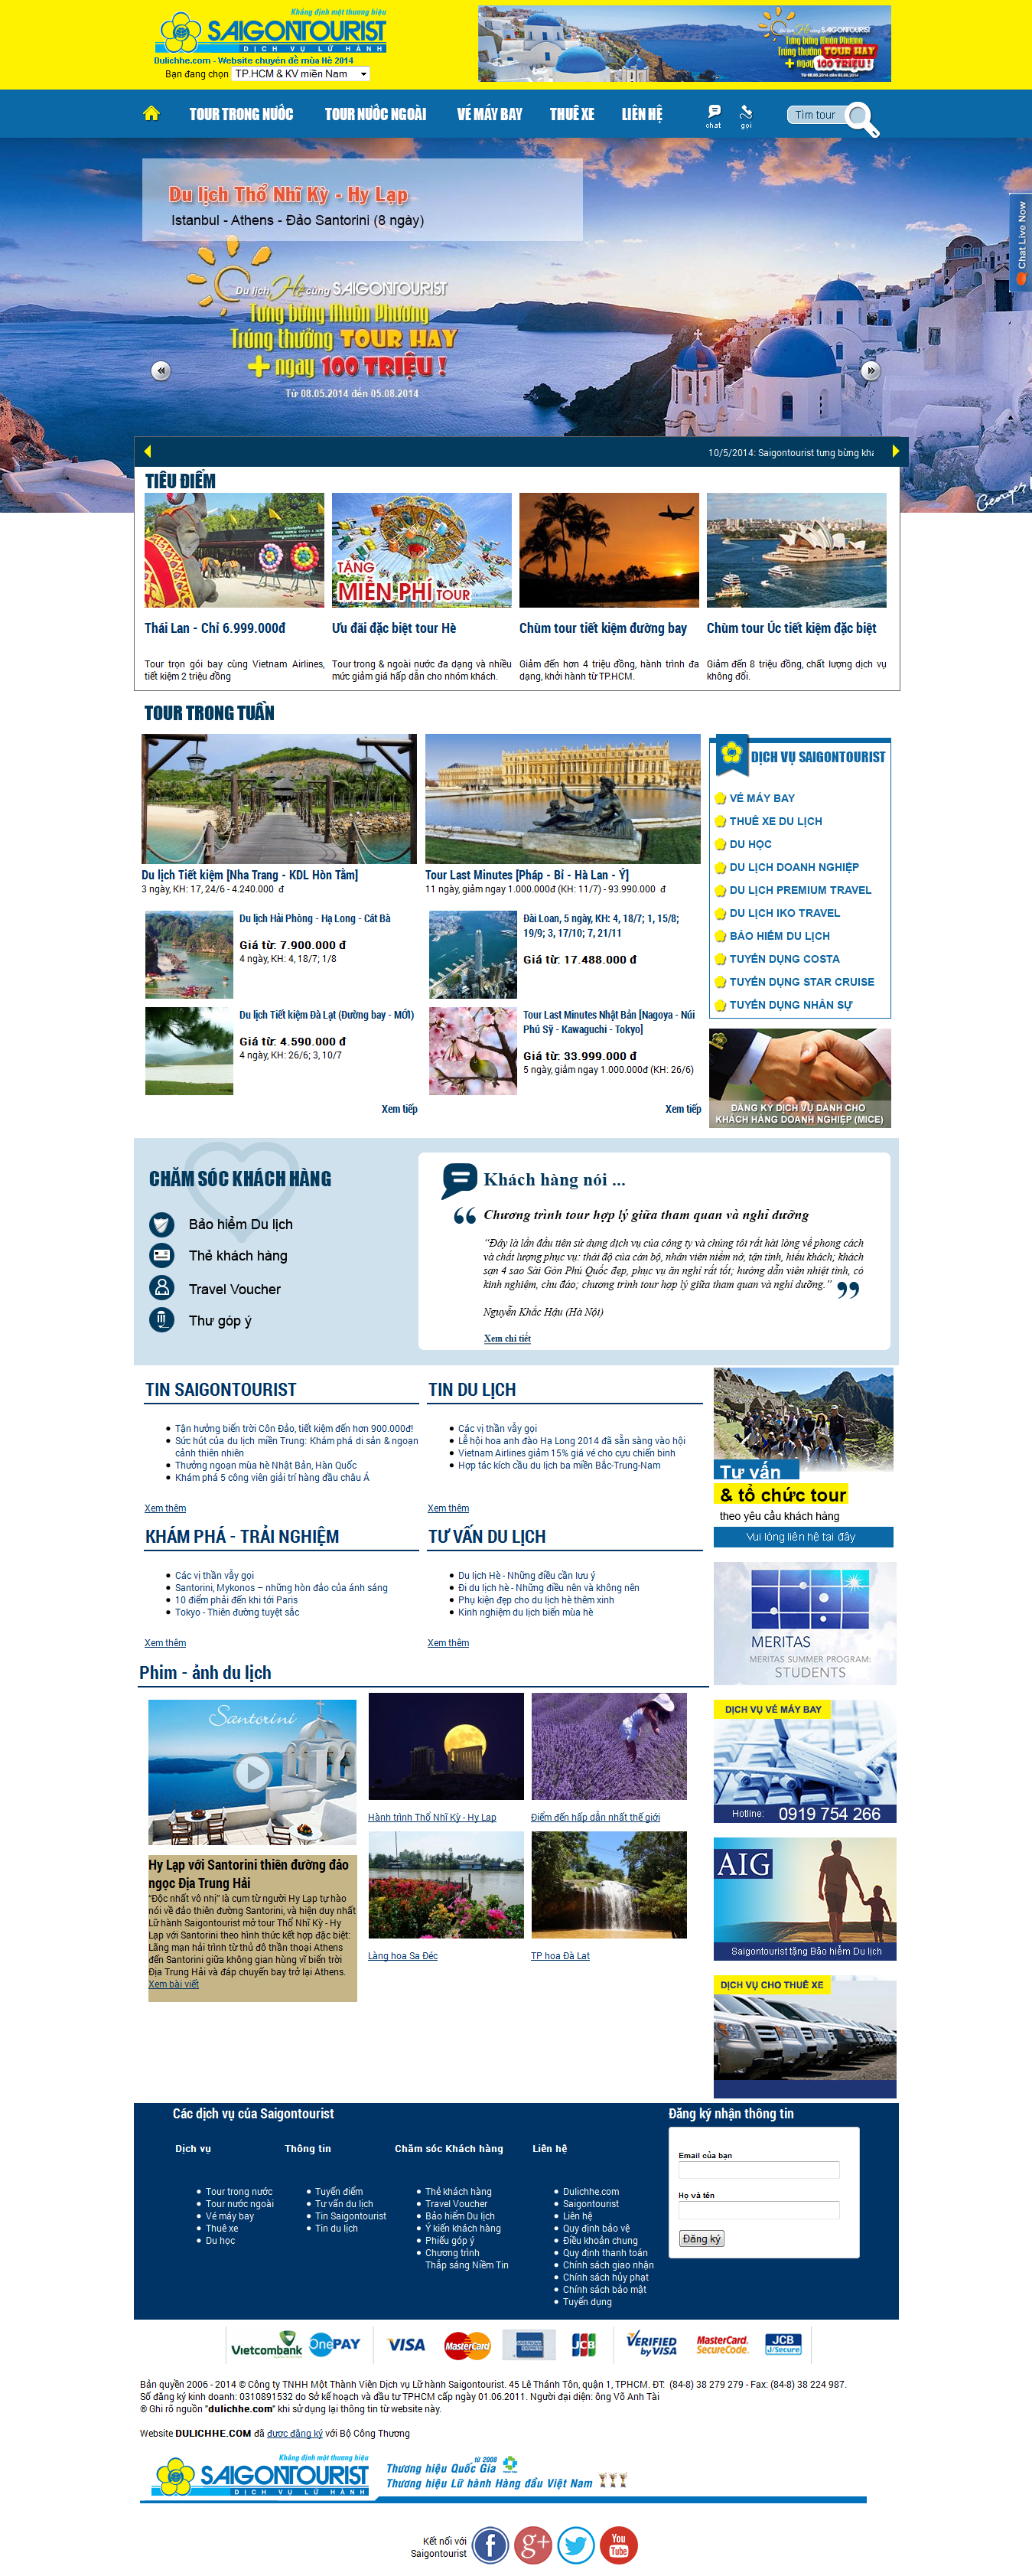 Khẳng định một thương hiệu
SAIGONTOURIST
DỊCH VỤ LỮ HÀNH
Dulichhe.com - Website chuyên đề mùa Hè 2014
Bạn đang chọn TP.HCM & KV miền Nam
Du lịch Hè cùng SAIGONTOURIST
Tưng bừng Muôn Phương
Trúng thưởng TOUR HAY
+ ngay 100 TRIỆU !
Từ 08.05.2014 đến 05.08.2014
TOUR TRONG NƯỚC
TOUR NƯỚC NGOÀI
VÉ MÁY BAY
THUÊ XE
LIÊN HỆ
chat
gọi
Tìm tour
Du lịch Thổ Nhĩ Kỳ - Hy Lạp
Istanbul - Athens - Đảo Santorini (8 ngày)
Chat Live Now
Du lịch Hè cùng SAIGONTOURIST
Tưng bừng Muôn Phương
Trúng thưởng TOUR HAY
+ ngay 100 TRIỆU !
Từ 08.05.2014 đến 05.08.2014
10/5/2014: Saigontourist tưng bừng kha
TIÊU ĐIỂM
TẶNG
MIỄN PHÍ TOUR
Thái Lan - Chỉ 6.999.000đ
Ưu đãi đặc biệt tour Hè
Chùm tour tiết kiệm đường bay
Chùm tour Úc tiết kiệm đặc biệt
Tour trọn gói bay cùng Vietnam Airlines,
tiết kiệm 2 triệu đồng
Tour trong & ngoài nước đa dạng và nhiều
mức giảm giá hấp dẫn cho nhóm khách.
Giảm đến hơn 4 triệu đồng, hành trình đa
dạng, khởi hành từ TP.HCM.
Giảm đến 8 triệu đồng, chất lượng dịch vụ
không đổi.
TOUR TRONG TUẦN
Du lịch Tiết kiệm [Nha Trang - KDL Hòn Tằm]
3 ngày, KH: 17, 24/6 - 4.240.000 đ
Tour Last Minutes [Pháp - Bỉ - Hà Lan - Ý]
11 ngày, giảm ngay 1.000.000đ (KH: 11/7) - 93.990.000 đ
Du lịch Hải Phòng - Hạ Long - Cát Bà
Giá từ: 7.900.000 đ
4 ngày, KH: 4, 18/7; 1/8
Đài Loan, 5 ngày, KH: 4, 18/7; 1, 15/8;
19/9; 3, 17/10; 7, 21/11
Giá từ: 17.488.000 đ
Du lịch Tiết kiệm Đà Lạt (Đường bay - MỚI)
Giá từ: 4.590.000 đ
4 ngày, KH: 26/6; 3, 10/7
Tour Last Minutes Nhật Bản [Nagoya - Núi
Phú Sỹ - Kawaguchi - Tokyo]
Giá từ: 33.999.000 đ
5 ngày, giảm ngay 1.000.000đ (KH: 26/6)
Xem tiếp
Xem tiếp
DỊCH VỤ SAIGONTOURIST
VÉ MÁY BAY
THUÊ XE DU LỊCH
DU HỌC
DU LỊCH DOANH NGHIỆP
DU LỊCH PREMIUM TRAVEL
DU LỊCH IKO TRAVEL
BẢO HIỂM DU LỊCH
TUYỂN DỤNG COSTA
TUYỂN DỤNG STAR CRUISE
TUYỂN DỤNG NHÂN SỰ
ĐĂNG KÝ DỊCH VỤ DÀNH CHO
KHÁCH HÀNG DOANH NGHIỆP (MICE)
CHĂM SÓC KHÁCH HÀNG
Bảo hiểm Du lịch
Thẻ khách hàng
Travel Voucher
Thư góp ý
Khách hàng nói ...
Chương trình tour hợp lý giữa tham quan và nghỉ dưỡng
“Đây là lần đầu tiên sử dụng dịch vụ của công ty và chúng tôi rất hài lòng về phong cách
và chất lượng phục vụ: thái độ của cán bộ, nhân viên niềm nở, tận tình, hiếu khách; khách
sạn 4 sao Sài Gòn Phú Quốc đẹp, phục vụ ăn nghỉ rất tốt; hướng dẫn viên nhiệt tình, có
kinh nghiệm, chu đáo; chương trình tour hợp lý giữa tham quan và nghỉ dưỡng.”
Nguyễn Khắc Hậu (Hà Nội)
Xem chi tiết
TIN SAIGONTOURIST
Tận hưởng biển trời Côn Đảo, tiết kiệm đến hơn 900.000đ!
Sức hút của du lịch miền Trung: Khám phá di sản & ngoạn
cảnh thiên nhiên
Thưởng ngoạn mùa hè Nhật Bản, Hàn Quốc
Khám phá 5 công viên giải trí hàng đầu châu Á
Xem thêm
TIN DU LỊCH
Các vị thần vẫy gọi
Lễ hội hoa anh đào Hạ Long 2014 đã sẵn sàng vào hội
Vietnam Airlines giảm 15% giá vé cho cựu chiến binh
Hợp tác kích cầu du lịch ba miền Bắc-Trung-Nam
Xem thêm
KHÁM PHÁ - TRẢI NGHIỆM
Các vị thần vẫy gọi
Santorini, Mykonos – những hòn đảo của ánh sáng
10 điểm phải đến khi tới Paris
Tokyo - Thiên đường tuyệt sắc
Xem thêm
TƯ VẤN DU LỊCH
Du lịch Hè - Những điều cần lưu ý
Đi du lịch hè - Những điều nên và không nên
Phụ kiện đẹp cho du lịch hè thêm xinh
Kinh nghiệm du lịch biển mùa hè
Xem thêm
Tư vấn
& tổ chức tour
theo yêu cầu khách hàng
Vui lòng liên hệ tại đây
MERITAS
MERITAS SUMMER PROGRAM:
STUDENTS
DỊCH VỤ VÉ MÁY BAY
Hotline: 0919 754 266
AIG
Saigontourist tặng Bảo hiểm Du lịch
DỊCH VỤ CHO THUÊ XE
Phim - ảnh du lịch
Santorini
Hy Lạp với Santorini thiên đường đảo
ngọc Địa Trung Hải
“Độc nhất vô nhị” là cụm từ người Hy Lạp tự hào
nói về đảo thiên đường Santorini, và hiện duy nhất
Lữ hành Saigontourist mở tour Thổ Nhĩ Kỳ - Hy
Lạp với Santorini theo hình thức kết hợp đặc biệt:
Lãng mạn hải trình từ thủ đô thần thoại Athens
đến Santorini giữa không gian hùng vĩ biển trời
Địa Trung Hải và đáp chuyến bay trở lại Athens.
Xem bài viết
Hành trình Thổ Nhĩ Kỳ - Hy Lạp
Điểm đến hấp dẫn nhất thế giới
Làng hoa Sa Đéc
TP hoa Đà Lạt
Các dịch vụ của Saigontourist
Dịch vụ
Tour trong nước
Tour nước ngoài
Vé máy bay
Thuê xe
Du học
Thông tin
Tuyến điểm
Tư vấn du lịch
Tin Saigontourist
Tin du lịch
Chăm sóc Khách hàng
Thẻ khách hàng
Travel Voucher
Bảo hiểm Du lịch
Ý kiến khách hàng
Phiếu góp ý
Chương trình
Thắp sáng Niềm Tin
Liên hệ
Dulichhe.com
Saigontourist
Liên hệ
Quy định bảo vệ
Điều khoản chung
Quy định thanh toán
Chính sách giao nhận
Chính sách hủy phạt
Chính sách bảo mật
Tuyển dụng
Đăng ký nhận thông tin
Email của bạn
Họ và tên
Đăng ký
Vietcombank
OnePAY
VISA
MasterCard
AMERICAN EXPRESS
JCB
VERIFIED by VISA
MasterCard. SecureCode.
JCB J/Secure
Bản quyền 2006 - 2014 © Công ty TNHH Một Thành Viên Dịch vụ Lữ hành Saigontourist. 45 Lê Thánh Tôn, quận 1, TPHCM. ĐT: (84-8) 38 279 279 - Fax: (84-8) 38 224 987.
Số đăng ký kinh doanh: 0310891532 do Sở kế hoạch và đầu tư TPHCM cấp ngày 01.06.2011. Người đại diện: ông Võ Anh Tài
® Ghi rõ nguồn "dulichhe.com" khi sử dụng lại thông tin từ website này.
Website DULICHHE.COM đã được đăng ký với Bộ Công Thương
Khẳng định một thương hiệu
SAIGONTOURIST
DỊCH VỤ LỮ HÀNH
từ 2008
Thương hiệu Quốc Gia
Thương hiệu Lữ hành Hàng đầu Việt Nam
Kết nối với
Saigontourist
You
Tube